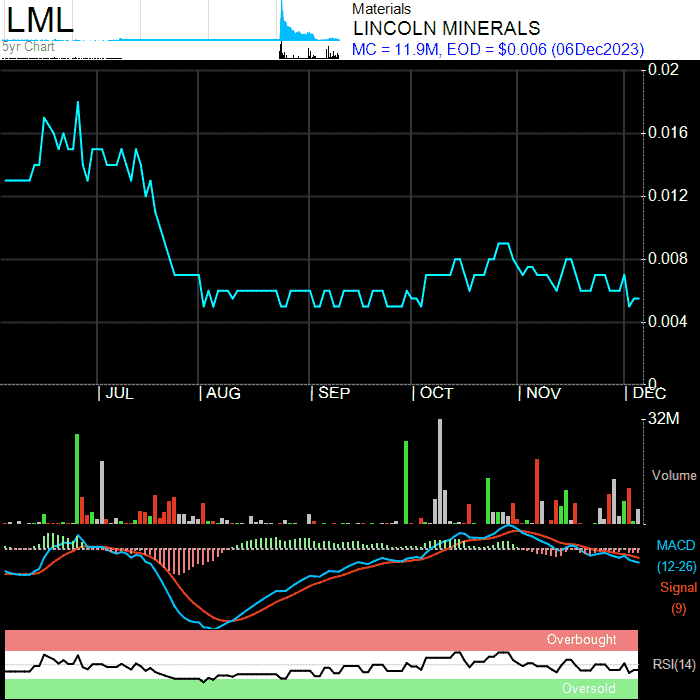 LML
5yr Chart
Materials
LINCOLN MINERALS
MC = 11.9M, EOD = $0.006 (06Dec2023)
0.02
0.016
0.012
0.008
0.004
0
JUL
AUG
SEP
OCT
NOV
DEC
32M
Volume
MACD
(12-26)
Signal
(9)
Overbought
RSI(14)
Oversold